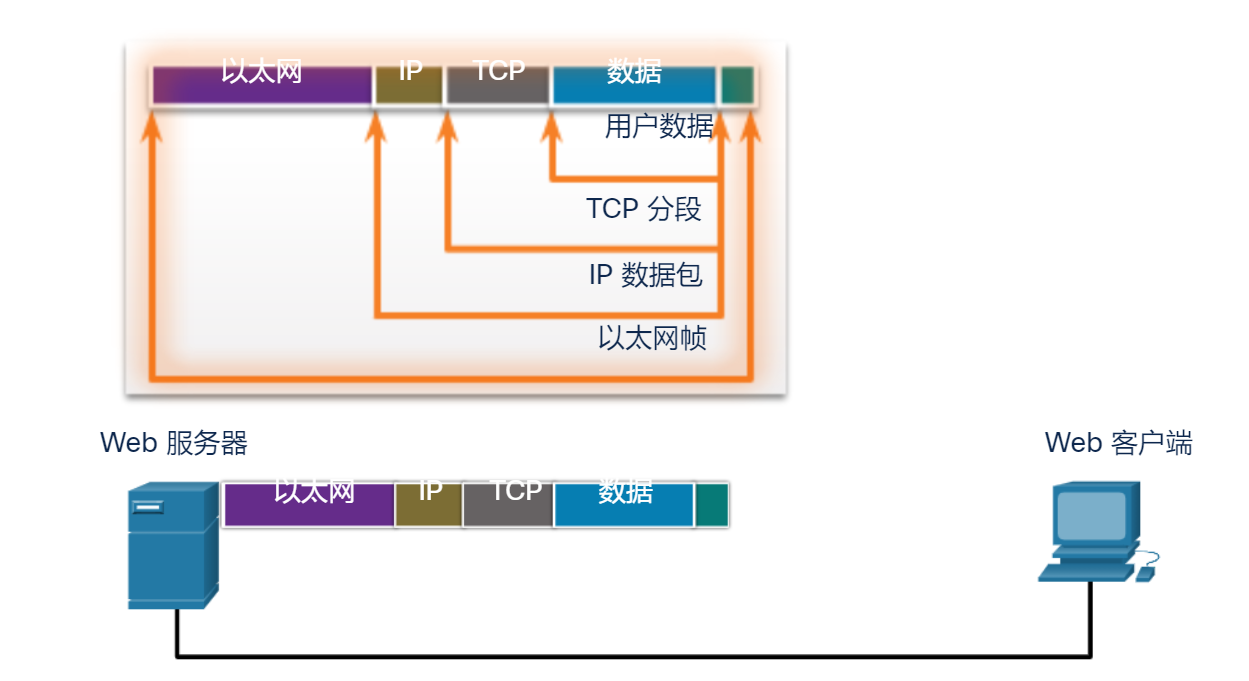 以太网 IP TCP 数据
用户数据
TCP 分段
IP 数据包
以太网帧
Web 服务器
Web 客户端
以太网 IP TCP 数据